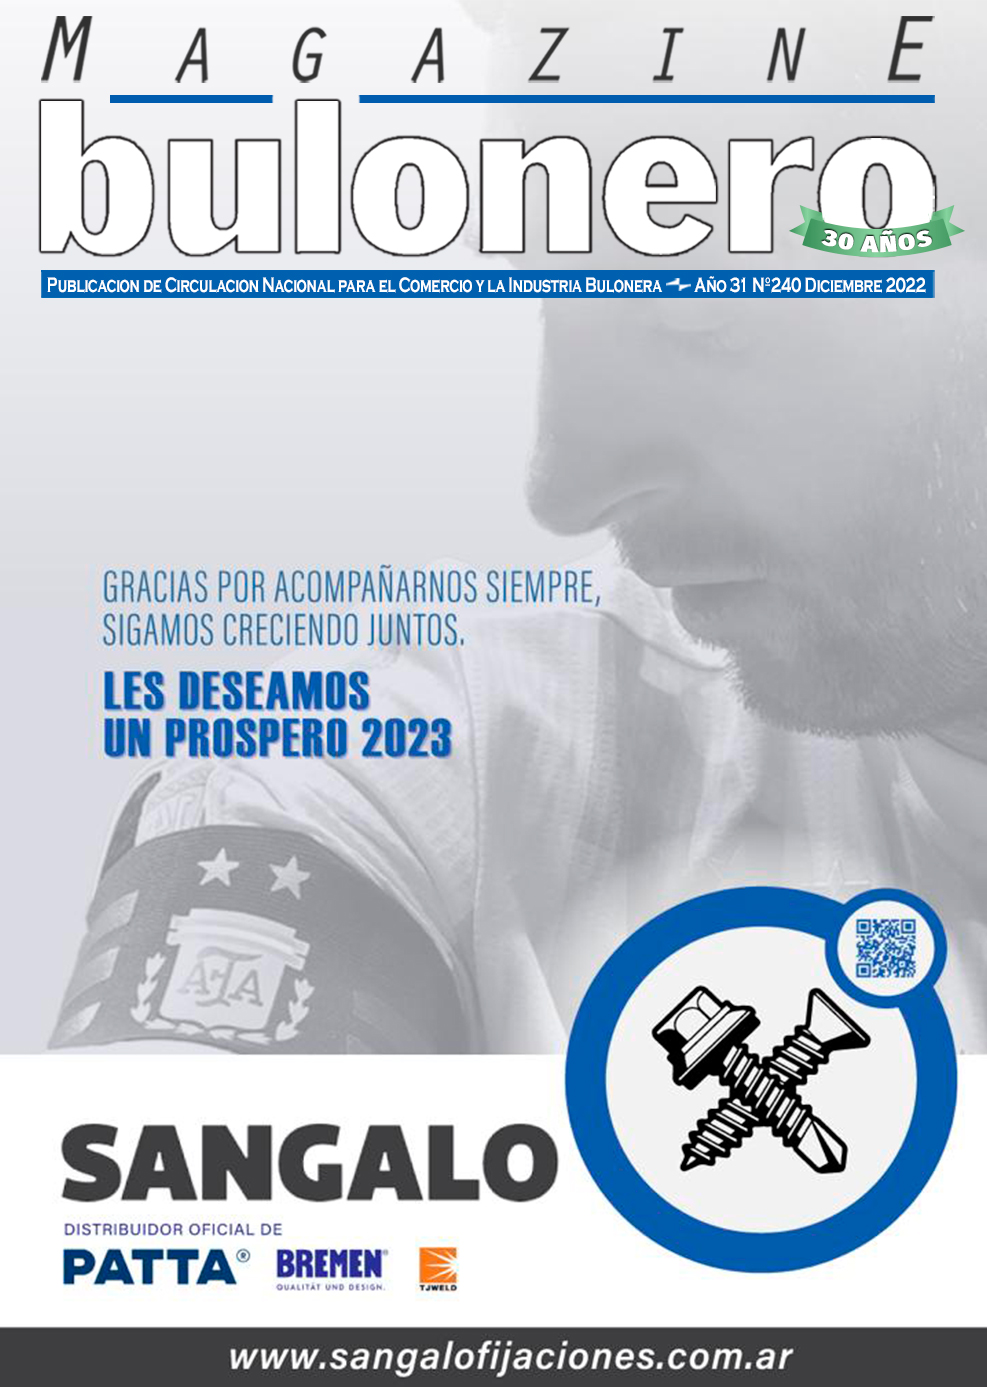 MAGAZINE
bulonero
30 AÑOS
PUBLICACION DE CIRCULACION NACIONAL PARA EL COMERCIO Y LA INDUSTRIA BULONERA AÑO 31 Nº240 DICIEMBRE 2022
GRACIAS POR ACOMPAÑARNOS SIEMPRE,
SIGAMOS CRECIENDO JUNTOS.
LES DESEAMOS
UN PROSPERO 2023
AFA
SANGALO
DISTRIBUIDOR OFICIAL DE
PATTA® BREMEN® TJWELD
QUALITÄT UND DESIGN.
www.sangalofijaciones.com.ar